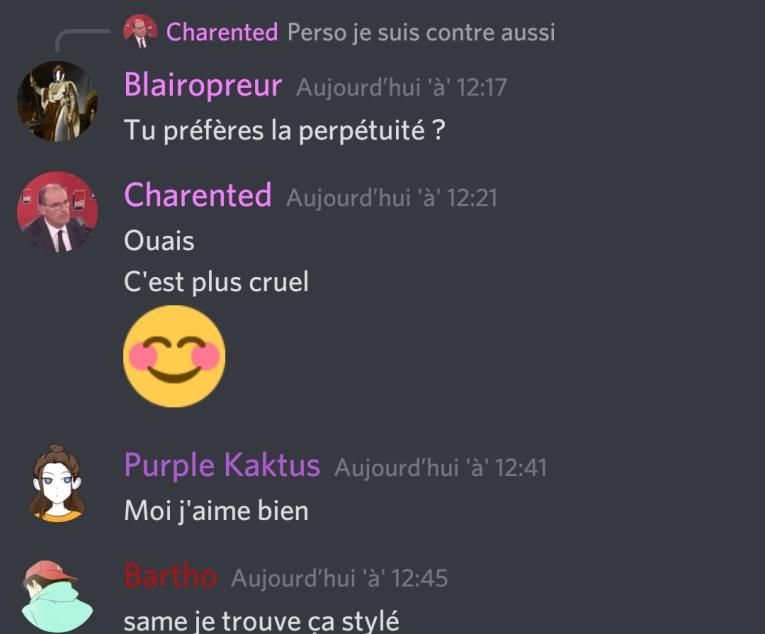 Charented Perso je suis contre aussi
Blairopreur Aujourd’hui 'à' 12:17
Tu préfères la perpétuité ?
Charented Aujourd’hui 'à' 12:21
Ouais
C'est plus cruel
Purple Kaktus Aujourd’hui 'à' 12:41
Moi j'aime bien
Bartho Aujourd’hui 'à' 12:45
same je trouve ça stylé